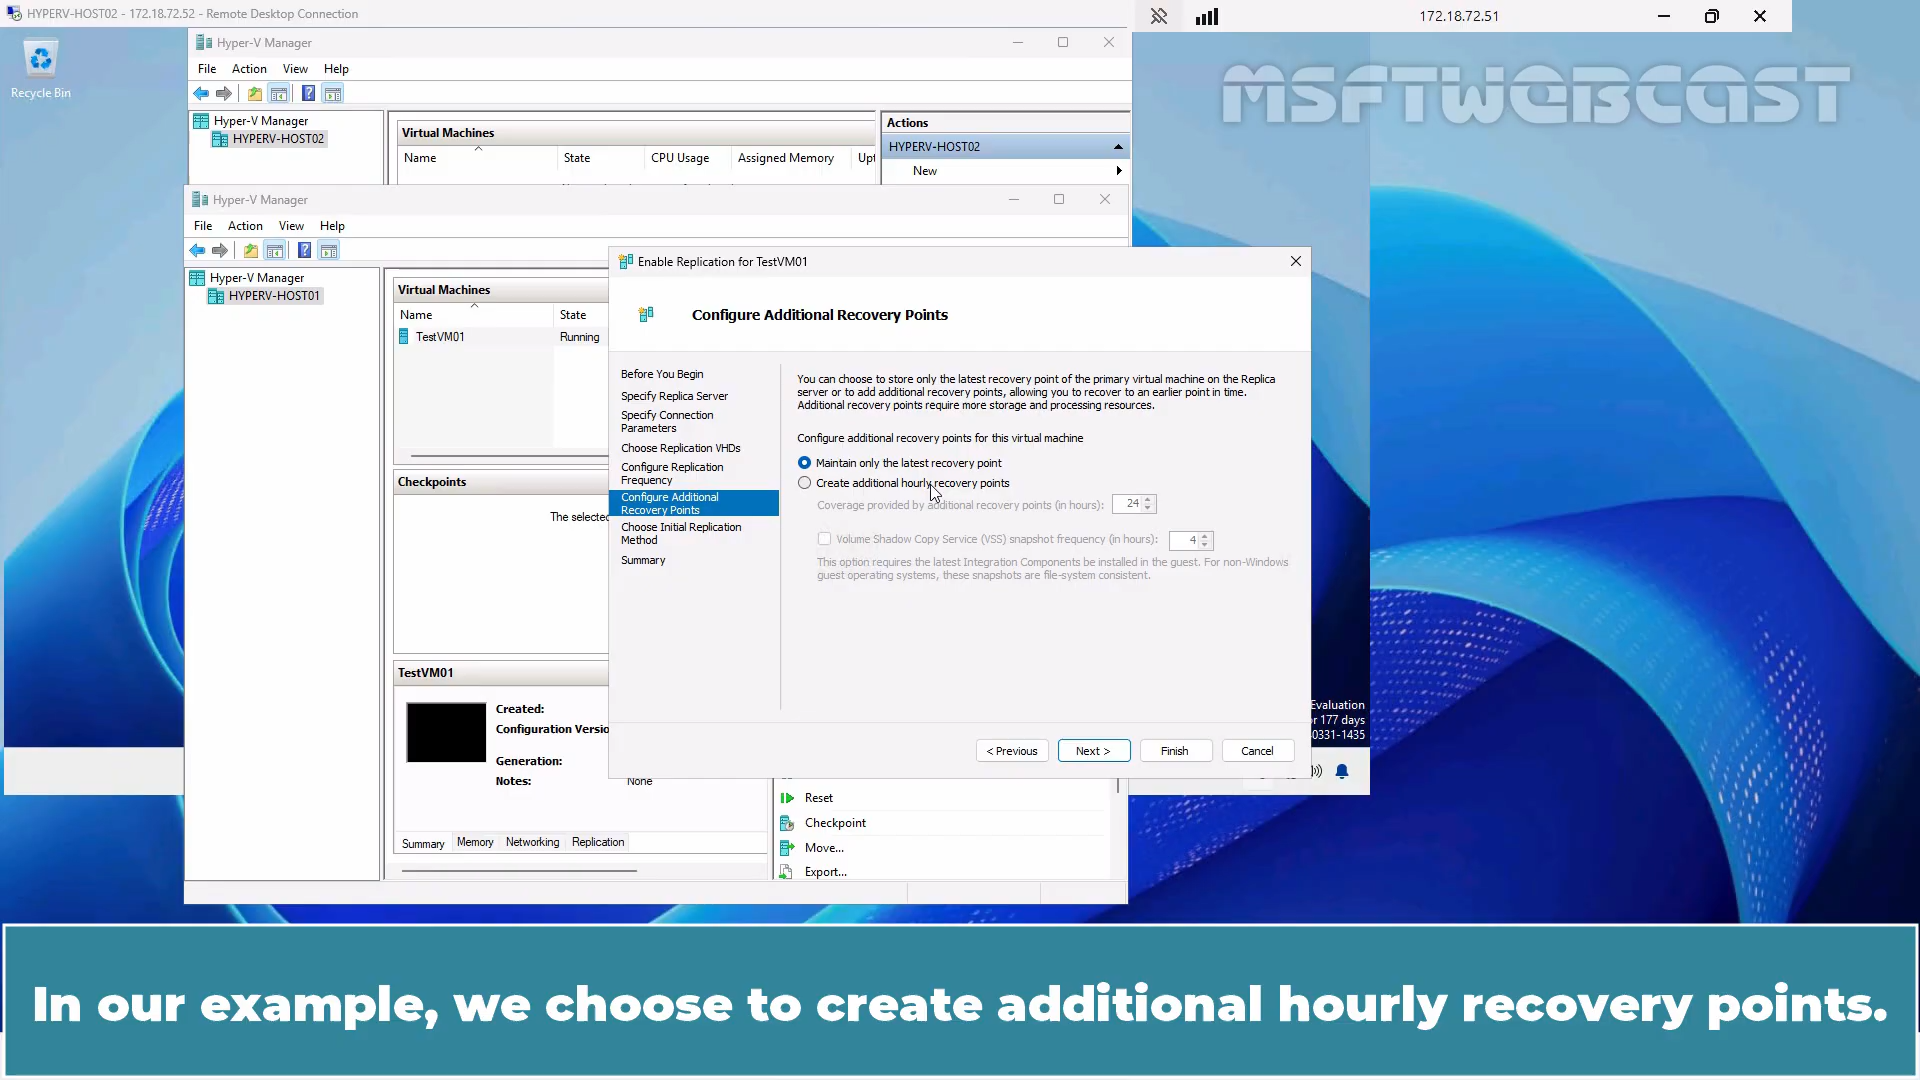 HYPERV-HOST02 - 172.18.72.52 - Remote Desktop Connection
172.18.72.51
Recycle Bin
MSFTWEBCAST
Hyper-V Manager
File Action View Help
Hyper-V Manager
HYPERV-HOST02
Virtual Machines
Name State CPU Usage Assigned Memory Upt
Actions
HYPERV-HOST02
New
Hyper-V Manager
File Action View Help
Hyper-V Manager
HYPERV-HOST01
Virtual Machines
Name State
TestVM01 Running
Checkpoints
The selected
TestVM01
Created:
Configuration Versio
Generation:
Notes: None
Summary Memory Networking Replication
Reset
Checkpoint
Move...
Export...
Enable Replication for TestVM01
Configure Additional Recovery Points
Before You Begin
Specify Replica Server
Specify Connection
Parameters
Choose Replication VHDs
Configure Replication
Frequency
Configure Additional
Recovery Points
Choose Initial Replication
Method
Summary
You can choose to store only the latest recovery point of the primary virtual machine on the Replica
server or to add additional recovery points, allowing you to recover to an earlier point in time.
Additional recovery points require more storage and processing resources.
Configure additional recovery points for this virtual machine
Maintain only the latest recovery point
Create additional hourly recovery points
Coverage provided by additional recovery points (in hours): 24
Volume Shadow Copy Service (VSS) snapshot frequency (in hours): 4
This option requires the latest Integration Components be installed in the guest. For non-Windows
guest operating systems, these snapshots are file-system consistent.
< Previous Next > Finish Cancel
Evaluation
r 177 days
0331-1435
In our example, we choose to create additional hourly recovery points.